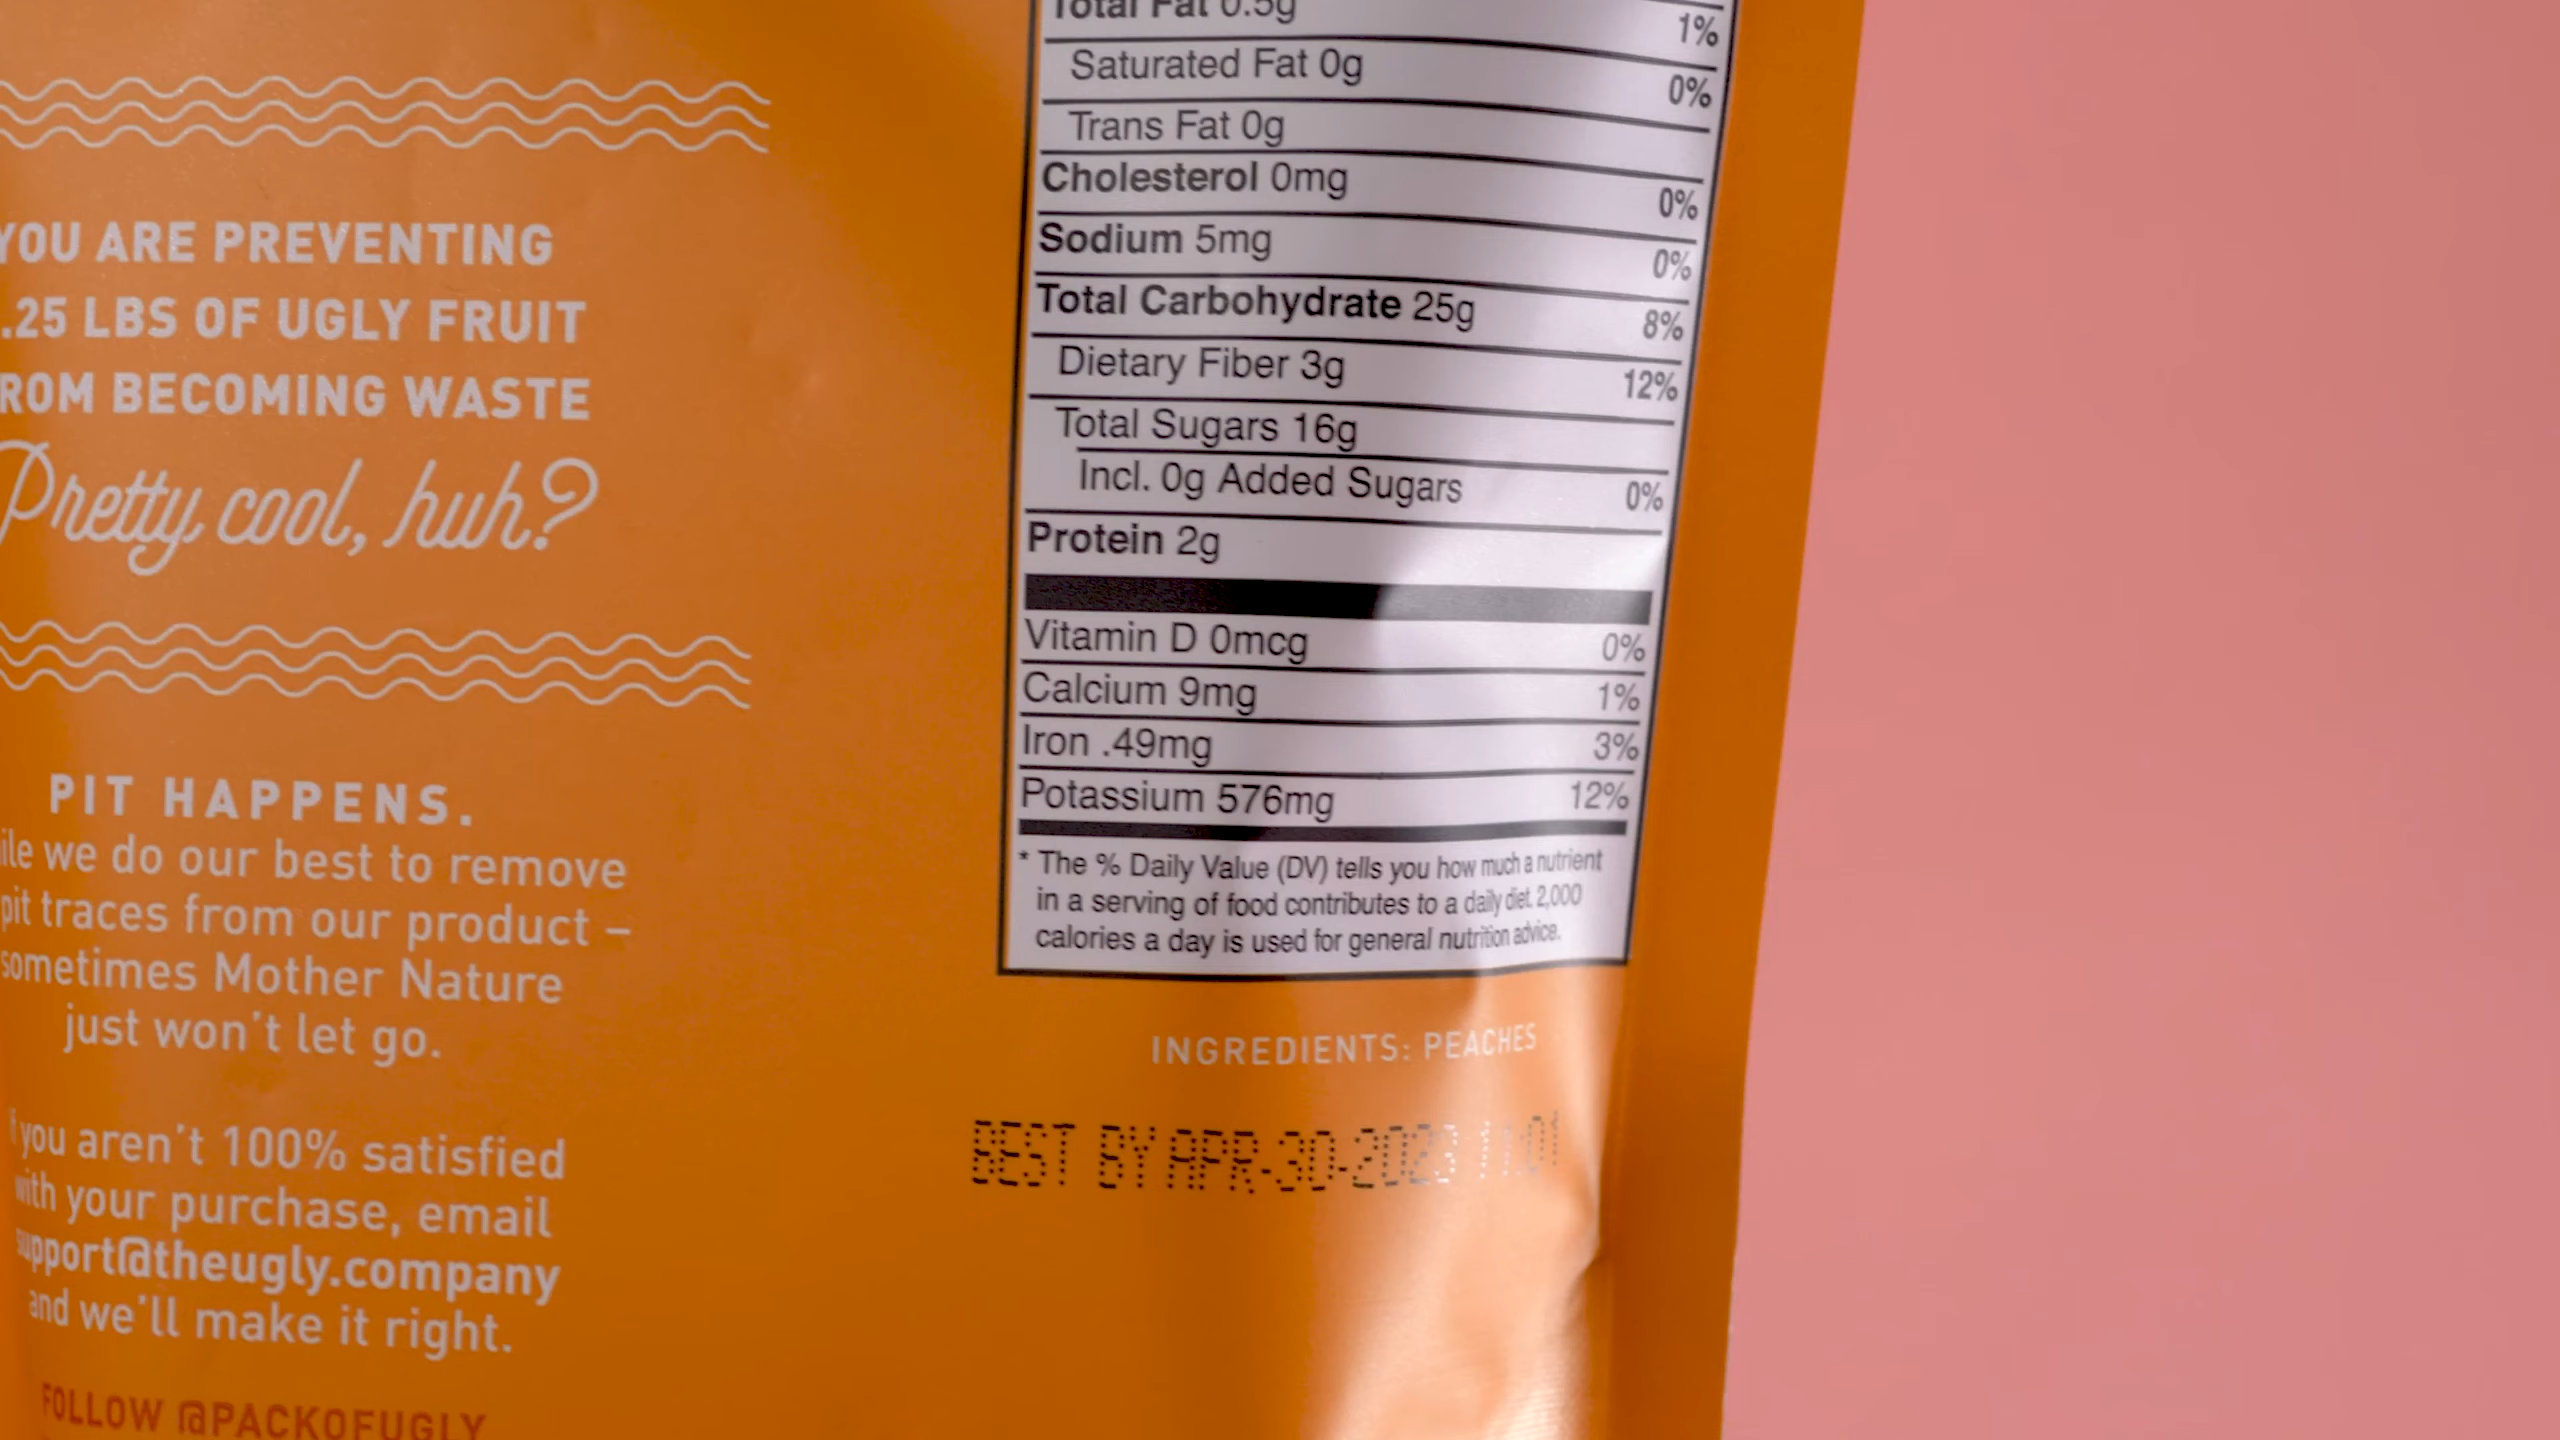 YOU ARE PREVENTING
.25 LBS OF UGLY FRUIT
ROM BECOMING WASTE
Pretty cool, huh?
PIT HAPPENS.
ile we do our best to remove
pit traces from our product –
sometimes Mother Nature
just won't let go.
you aren't 100% satisfied
with your purchase, email
support@theugly.company
and we'll make it right.
FOLLOW @PACKOFUGLY
Total Fat 0.5g 1%
Saturated Fat 0g 0%
Trans Fat 0g
Cholesterol 0mg 0%
Sodium 5mg 0%
Total Carbohydrate 25g 8%
Dietary Fiber 3g 12%
Total Sugars 16g
Incl. 0g Added Sugars 0%
Protein 2g
Vitamin D 0mcg 0%
Calcium 9mg 1%
Iron .49mg 3%
Potassium 576mg 12%
* The % Daily Value (DV) tells you how much a nutrient
in a serving of food contributes to a daily diet. 2,000
calories a day is used for general nutrition advice.
INGREDIENTS: PEACHES
BEST BY APR-30-2023 11:01